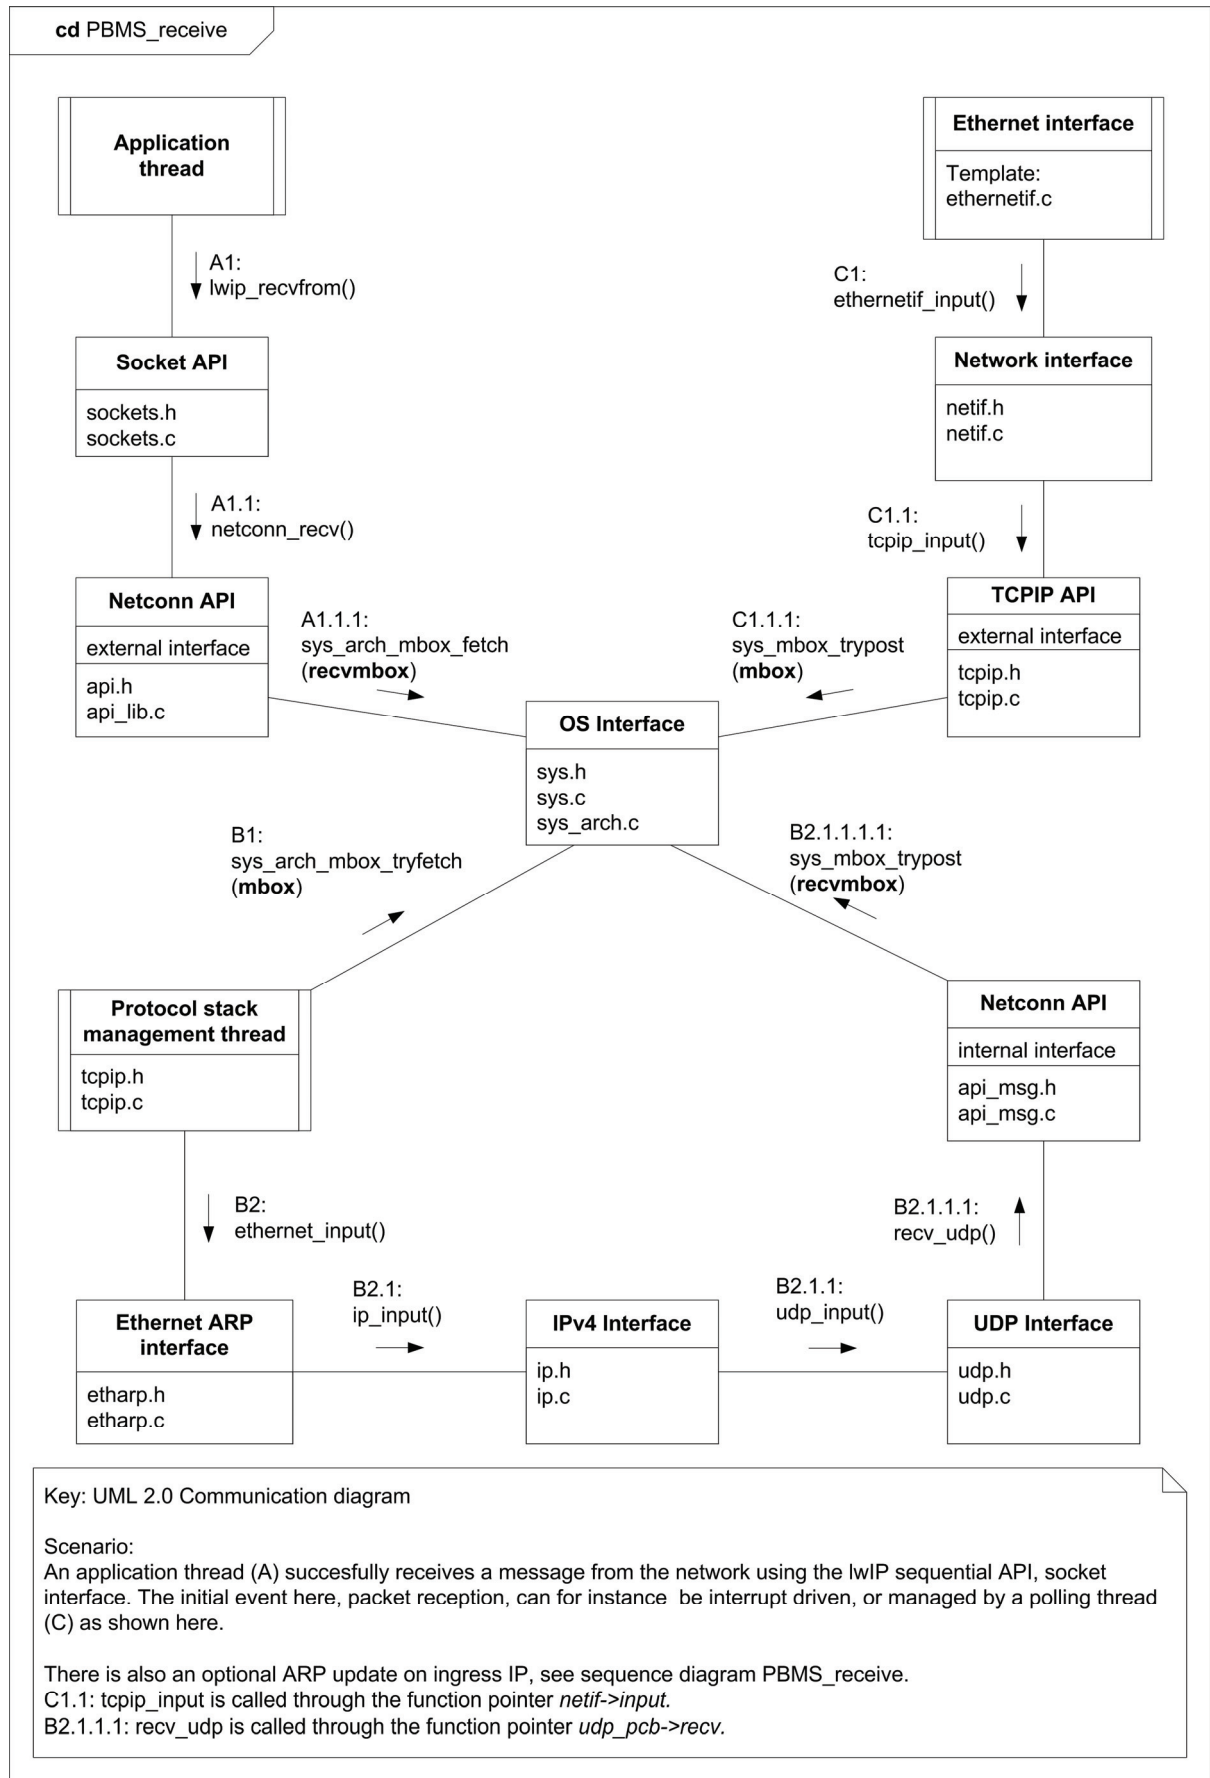 cd PBMS_receive
Application
thread
Ethernet interface
Template:
ethernetif.c
A1:
lwip_recvfrom()
C1:
ethernetif_input()
Socket API
sockets.h
sockets.c
Network interface
netif.h
netif.c
A1.1:
netconn_recv()
C1.1:
tcpip_input()
Netconn API
external interface
api.h
api_lib.c
A1.1.1:
sys_arch_mbox_fetch
(recvmbox)
C1.1.1:
sys_mbox_trypost
(mbox)
TCPIP API
external interface
tcpip.h
tcpip.c
OS Interface
sys.h
sys.c
sys_arch.c
B1:
sys_arch_mbox_tryfetch
(mbox)
B2.1.1.1.1:
sys_mbox_trypost
(recvmbox)
Protocol stack
management thread
tcpip.h
tcpip.c
Netconn API
internal interface
api_msg.h
api_msg.c
B2:
ethernet_input()
B2.1.1.1:
recv_udp()
B2.1:
ip_input()
B2.1.1:
udp_input()
Ethernet ARP
interface
etharp.h
etharp.c
IPv4 Interface
ip.h
ip.c
UDP Interface
udp.h
udp.c
Key: UML 2.0 Communication diagram
Scenario:
An application thread (A) succesfully receives a message from the network using the lwIP sequential API, socket
interface. The initial event here, packet reception, can for instance be interrupt driven, or managed by a polling thread
(C) as shown here.
There is also an optional ARP update on ingress IP, see sequence diagram PBMS_receive.
C1.1: tcpip_input is called through the function pointer netif->input.
B2.1.1.1: recv_udp is called through the function pointer udp_pcb->recv.